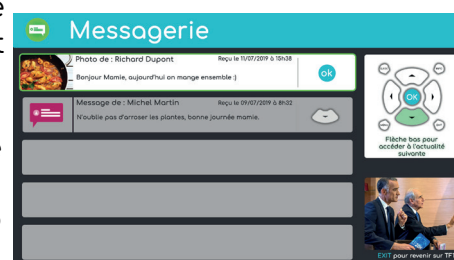 Messagerie
Photo de : Richard Dupont
Reçu le 11/07/2019 à 15h38
Bonjour Mamie, aujourd'hui on mange ensemble :)
ok
Message de : Michel Martin
Reçu le 09/07/2019 à 8h32
N'oublie pas d'arroser les plantes, bonne journée mamie.
OK
Flèche bas pour
accéder à l'actualité
suivante
EXIT pour revenir sur TF1